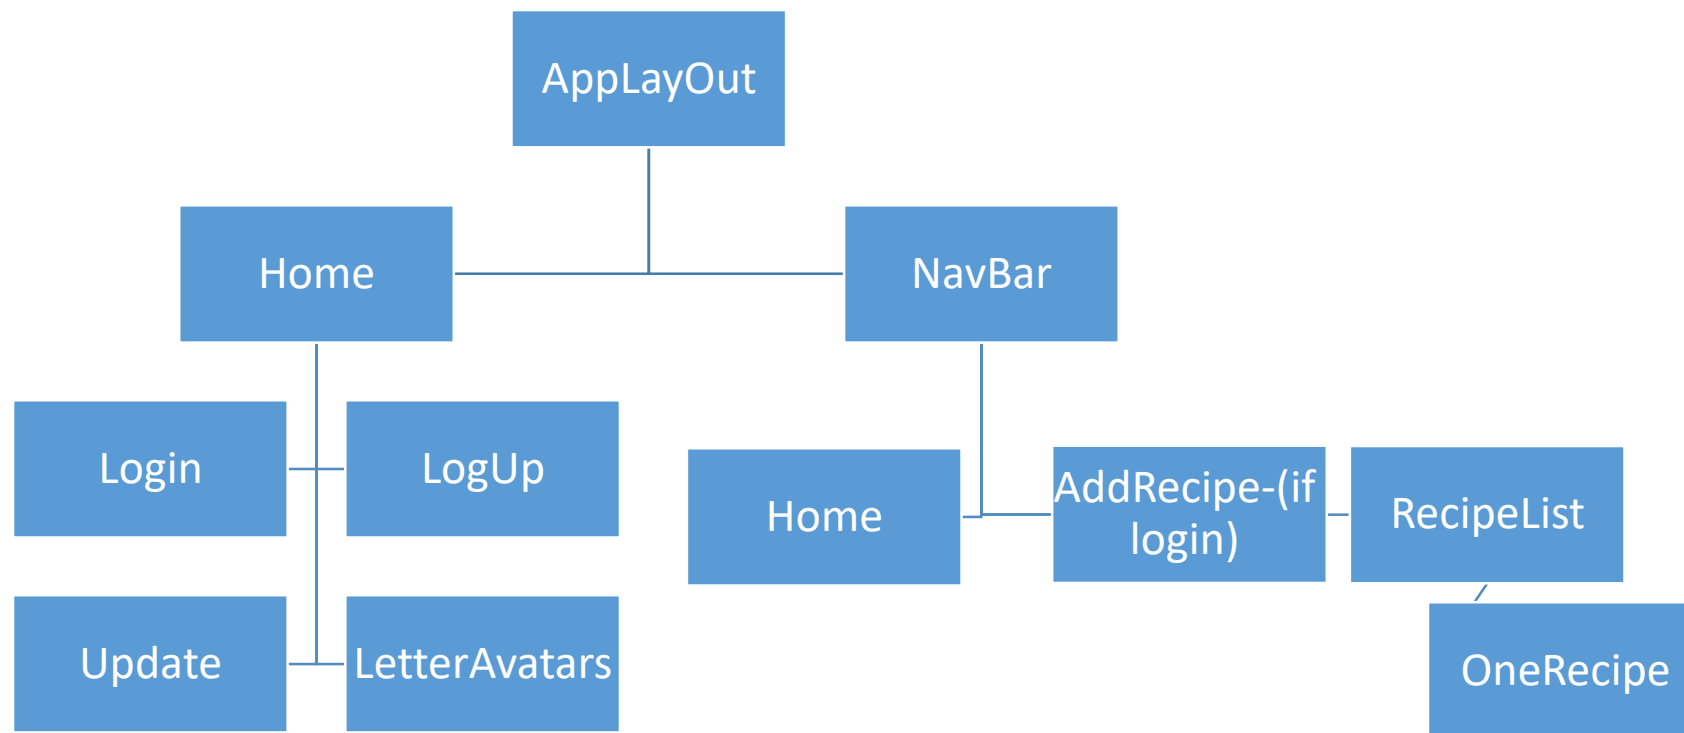 AppLayOut
Home
NavBar
Login
LogUp
Home
AddRecipe-(if
login)
RecipeList
Update
LetterAvatars
OneRecipe